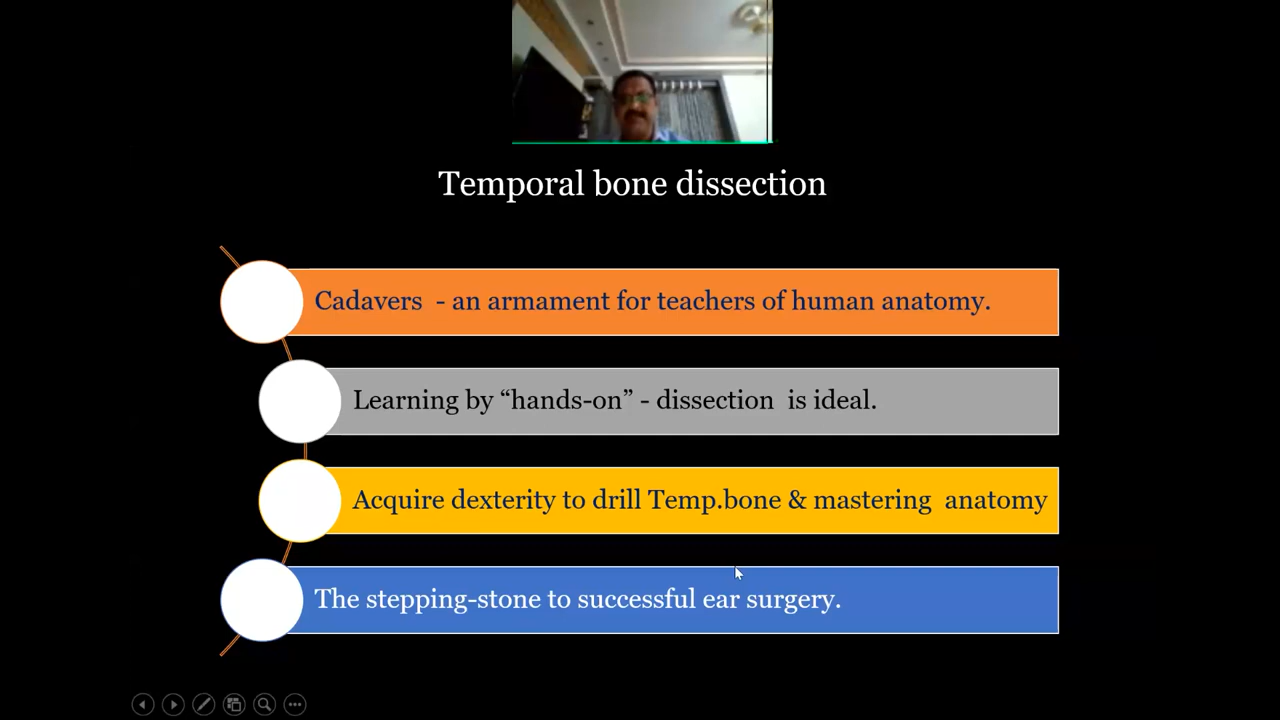 Temporal bone dissection
Cadavers - an armament for teachers of human anatomy.
Learning by “hands-on” - dissection is ideal.
Acquire dexterity to drill Temp.bone & mastering anatomy
The stepping-stone to successful ear surgery.